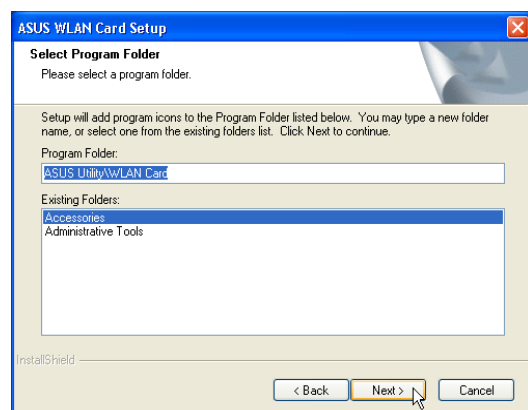 ASUS WLAN Card Setup
Select Program Folder
Please select a program folder.
Setup will add program icons to the Program Folder listed below. You may type a new folder
name, or select one from the existing folders list. Click Next to continue.
Program Folder:
ASUS Utility\WLAN Card
Existing Folders:
Accessories
Administrative Tools
InstallShield
< Back Next > Cancel